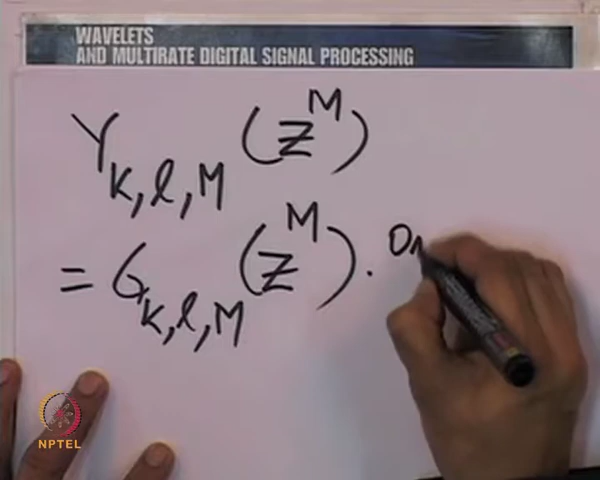 WAVELETS
AND MULTIRATE DIGITAL SIGNAL PROCESSING
Y_{K,l,M} (Z^M)
= G_{K,l,M} (Z^M) .
NPTEL